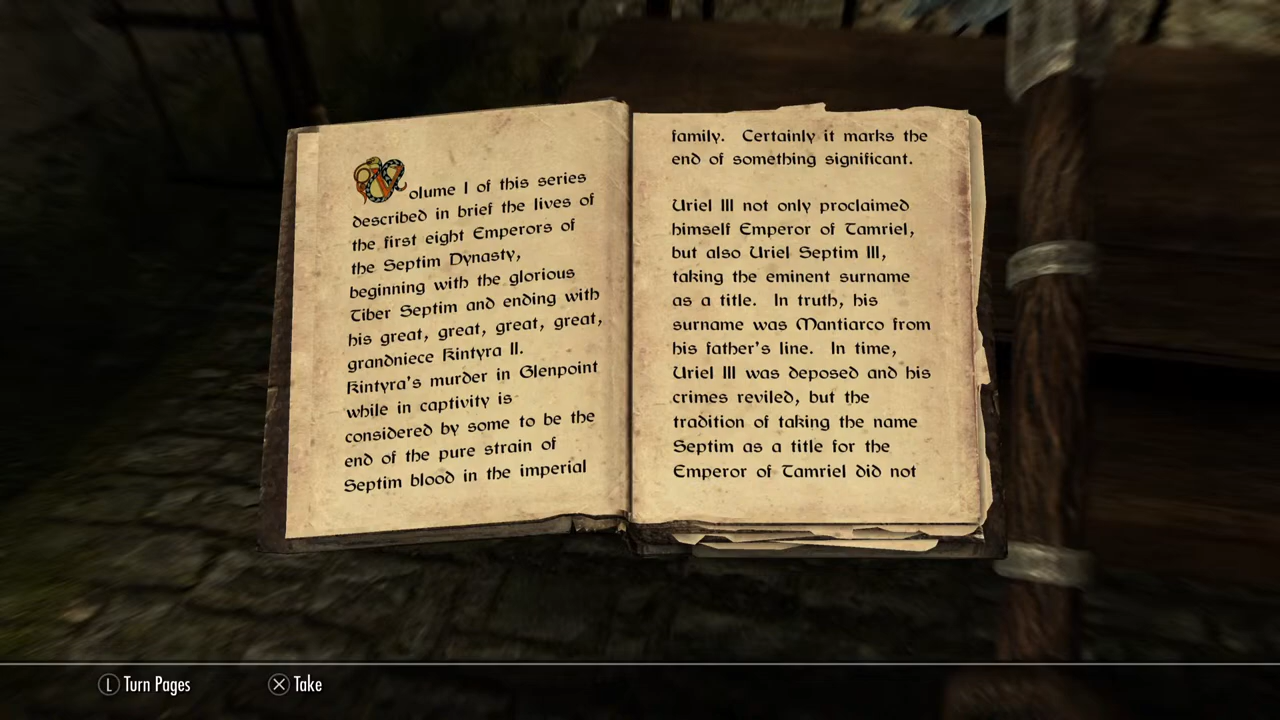 Volume I of this series
described in brief the lives of
the first eight Emperors of
the Septim Dynasty,
beginning with the glorious
Tiber Septim and ending with
his great, great, great, great,
grandniece Kintyra II.
Kintyra's murder in Glenpoint
while in captivity is
considered by some to be the
end of the pure strain of
Septim blood in the imperial
family.  Certainly it marks the
end of something significant.
Uriel III not only proclaimed
himself Emperor of Tamriel,
but also Uriel Septim III,
taking the eminent surname
as a title.  In truth, his
surname was Mantiarco from
his father's line.  In time,
Uriel III was deposed and his
crimes reviled, but the
tradition of taking the name
Septim as a title for the
Emperor of Tamriel did not
L Turn Pages
X Take